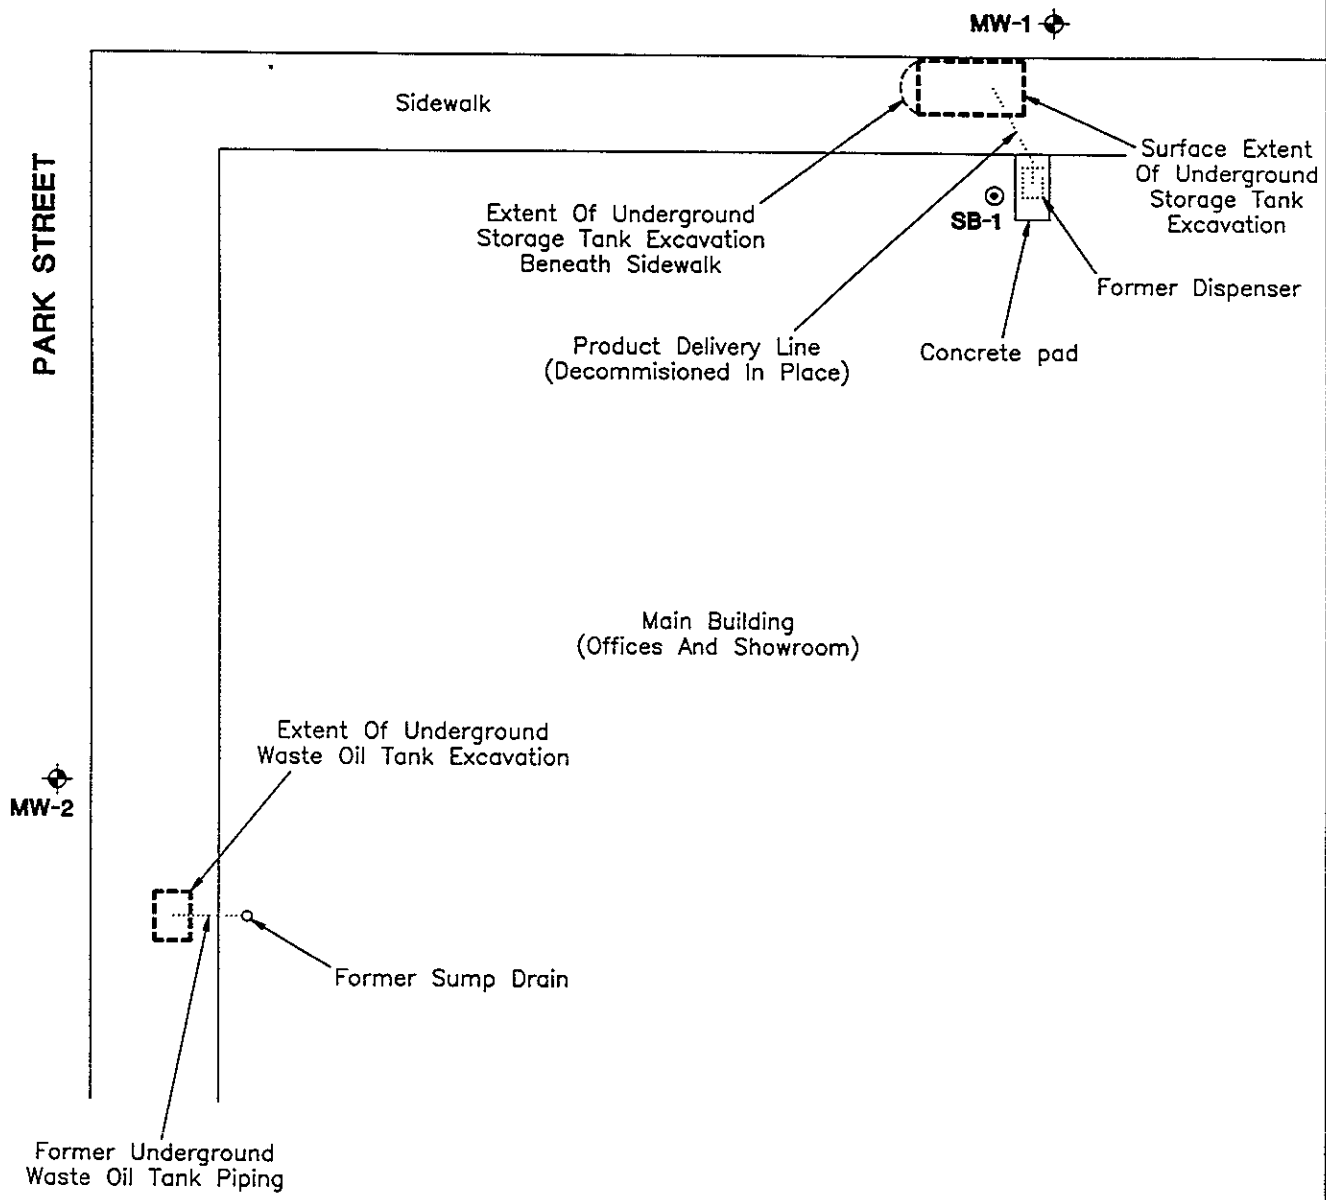 MW-1
Sidewalk
PARK STREET
Surface Extent
Of Underground
Storage Tank
Excavation
Extent Of Underground
Storage Tank Excavation
Beneath Sidewalk
SB-1
Former Dispenser
Product Delivery Line
(Decommisioned In Place)
Concrete pad
Main Building
(Offices And Showroom)
Extent Of Underground
Waste Oil Tank Excavation
MW-2
Former Sump Drain
Former Underground
Waste Oil Tank Piping